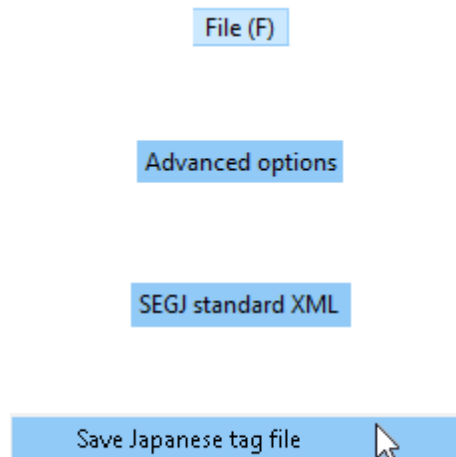 File (F)
Advanced options
SEGJ standard XML
Save Japanese tag file